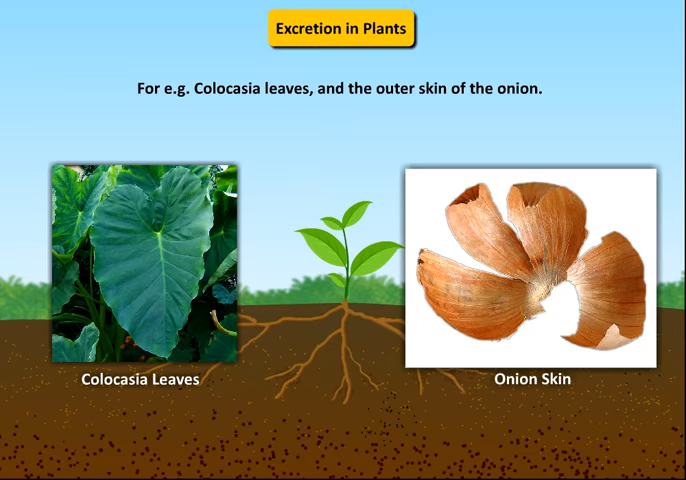 Excretion in Plants
For e.g. Colocasia leaves, and the outer skin of the onion.
Colocasia Leaves
Onion Skin